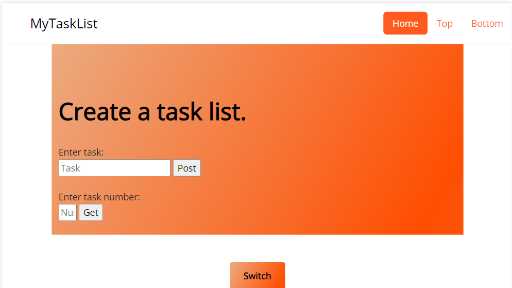 MyTaskList
Home Top Bottom
Create a task list.
Enter task:
Task Post
Enter task number:
Nu Get
Switch